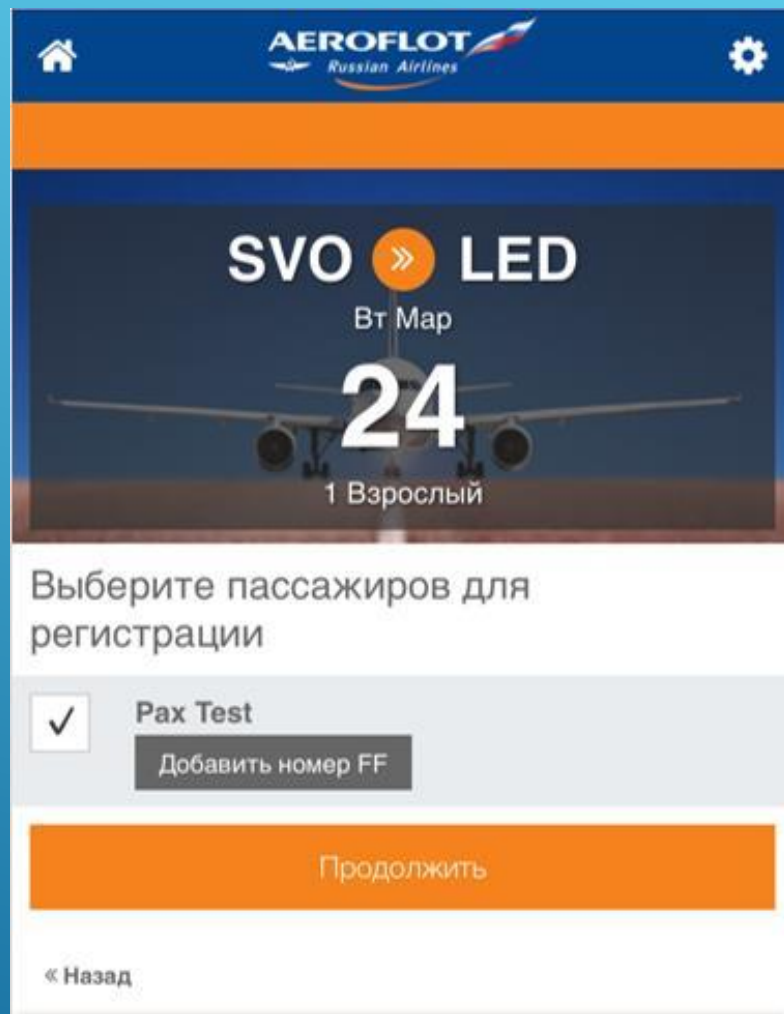 AEROFLOT
Russian Airlines
SVO » LED
Вт Мар
24
1 Взрослый
Выберите пассажиров для
регистрации
Pax Test
Добавить номер FF
Продолжить
« Назад